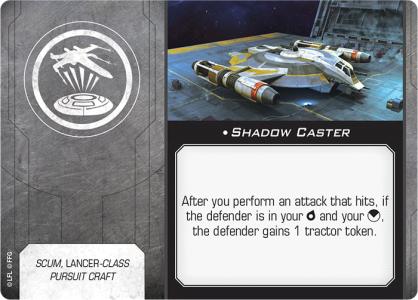 • SHADOW CASTER
After you perform an attack that hits, if
the defender is in your and your ,
the defender gains 1 tractor token.
SCUM, LANCER-CLASS
PURSUIT CRAFT
© LFL © FFG